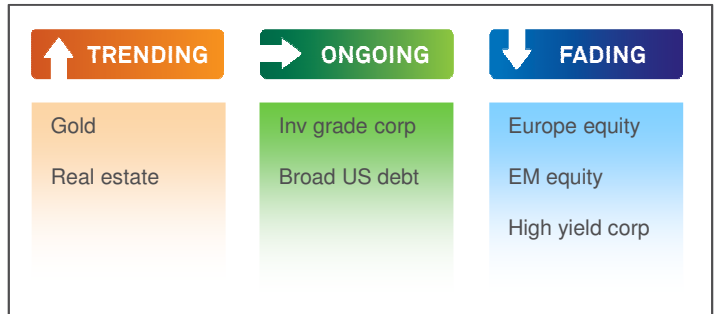 TRENDING
Gold
Real estate
ONGOING
Inv grade corp
Broad US debt
FADING
Europe equity
EM equity
High yield corp